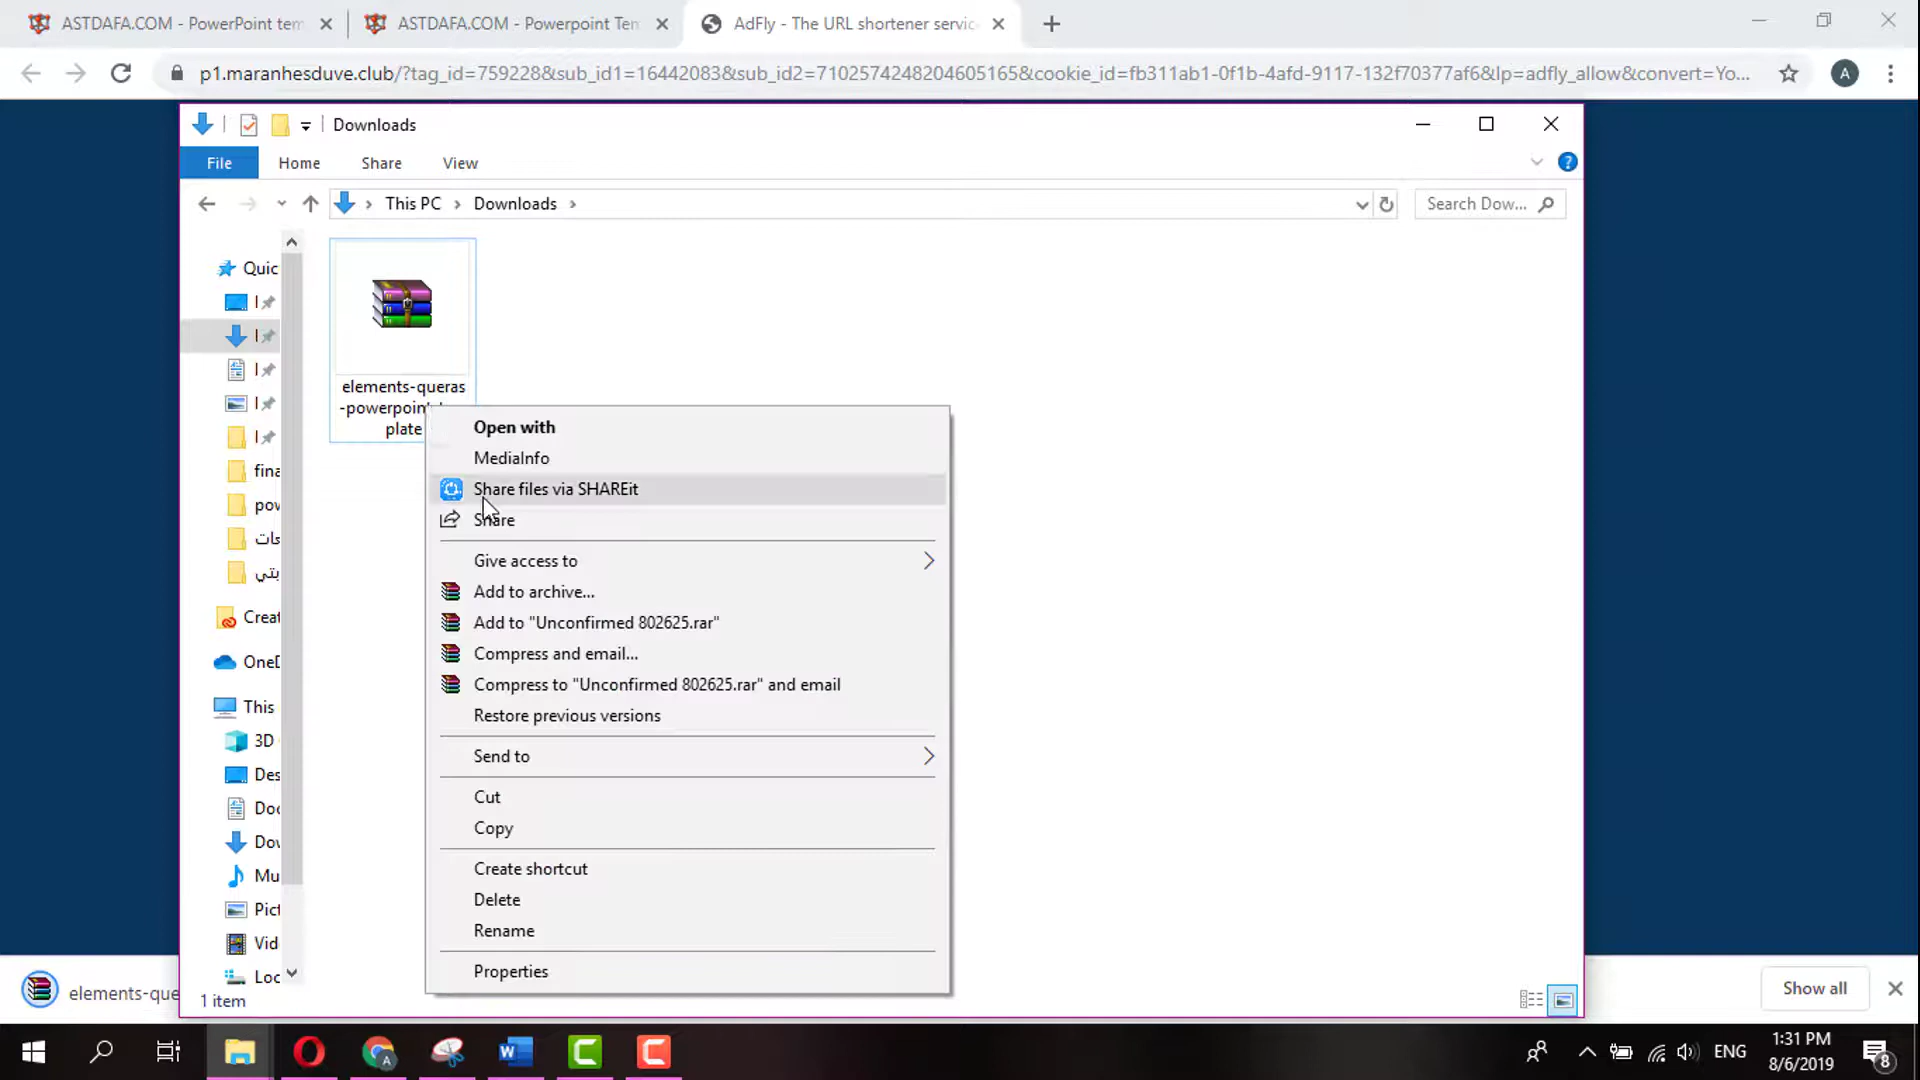 ASTDAFA.COM - PowerPoint tem
ASTDAFA.COM - Powerpoint Ten
AdFly - The URL shortener servic
p1.maranhesduve.club/?tag_id=759228&sub_id1=16442083&sub_id2=7102574248204605165&cookie_id=fb311ab1-0f1b-4afd-9117-132f70377af6&lp=adfly_allow&convert=Yo...
A
Downloads
File
Home
Share
View
?
This PC
Downloads
Search Dow...
Quic
elements-queras
-powerpoint
plate
fina
pov
عات
بتي
Creat
OneD
This
3D
Des
Doc
Dov
Mu
Pict
Vid
Loc
1 item
Open with
MediaInfo
Share files via SHAREit
Share
Give access to
Add to archive...
Add to "Unconfirmed 802625.rar"
Compress and email...
Compress to "Unconfirmed 802625.rar" and email
Restore previous versions
Send to
Cut
Copy
Create shortcut
Delete
Rename
Properties
elements-que
Show all
ENG
1:31 PM
8/6/2019
8